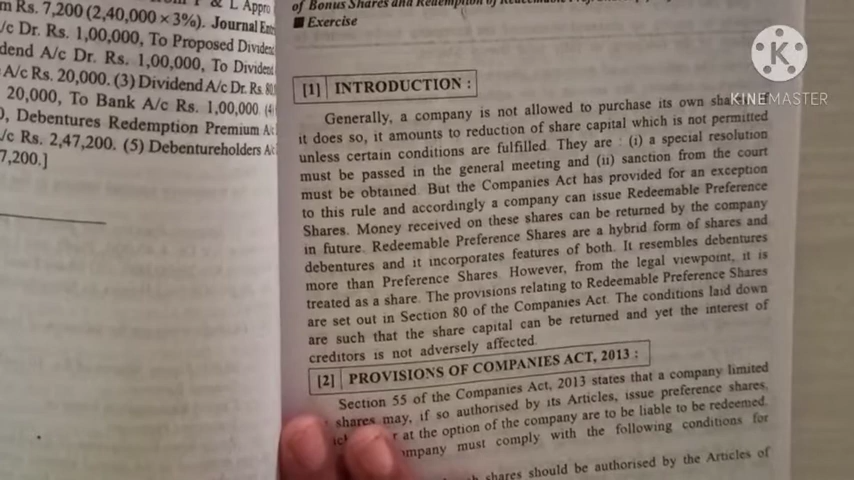 m Rs. 7,200 (2,40,000 × 3%). Journal
/c Dr. Rs. 1,00,000, To Proposed Dividend
dend A/c Dr. Rs. 1,00,000, To Dividend
A/c Rs. 20,000. (3) Dividend A/c Dr. Rs.
20,000, To Bank A/c Rs. 1,00,000
Debentures Redemption Premium
/c Rs. 2,47,200. (5) Debentureholders
7,200.]
of Bonus Shares and Redemption of
■ Exercise
KINEMASTER
[1] INTRODUCTION :
Generally, a company is not allowed to purchase its own
it does so, it amounts to reduction of share capital which is not permitted
unless certain conditions are fulfilled. They are : (i) a special resolution
must be passed in the general meeting and (ii) sanction from the court
must be obtained. But the Companies Act has provided for an exception
to this rule and accordingly a company can issue Redeemable Preference
Shares. Money received on these shares can be returned by the company
in future. Redeemable Preference Shares are a hybrid form of shares and
debentures and it incorporates features of both. It resembles debentures
more than Preference Shares. However, from the legal viewpoint, it is
treated as a share. The provisions relating to Redeemable Preference Shares
are set out in Section 80 of the Companies Act. The conditions laid down
are such that the share capital can be returned and yet the interest of
creditors is not adversely affected.
[2] PROVISIONS OF COMPANIES ACT, 2013 :
Section 55 of the Companies Act, 2013 states that a company limited
shares may, if so authorised by its Articles, issue preference shares,
at the option of the company are to be liable to be redeemed.
must comply with the following conditions for
shares should be authorised by the Articles of